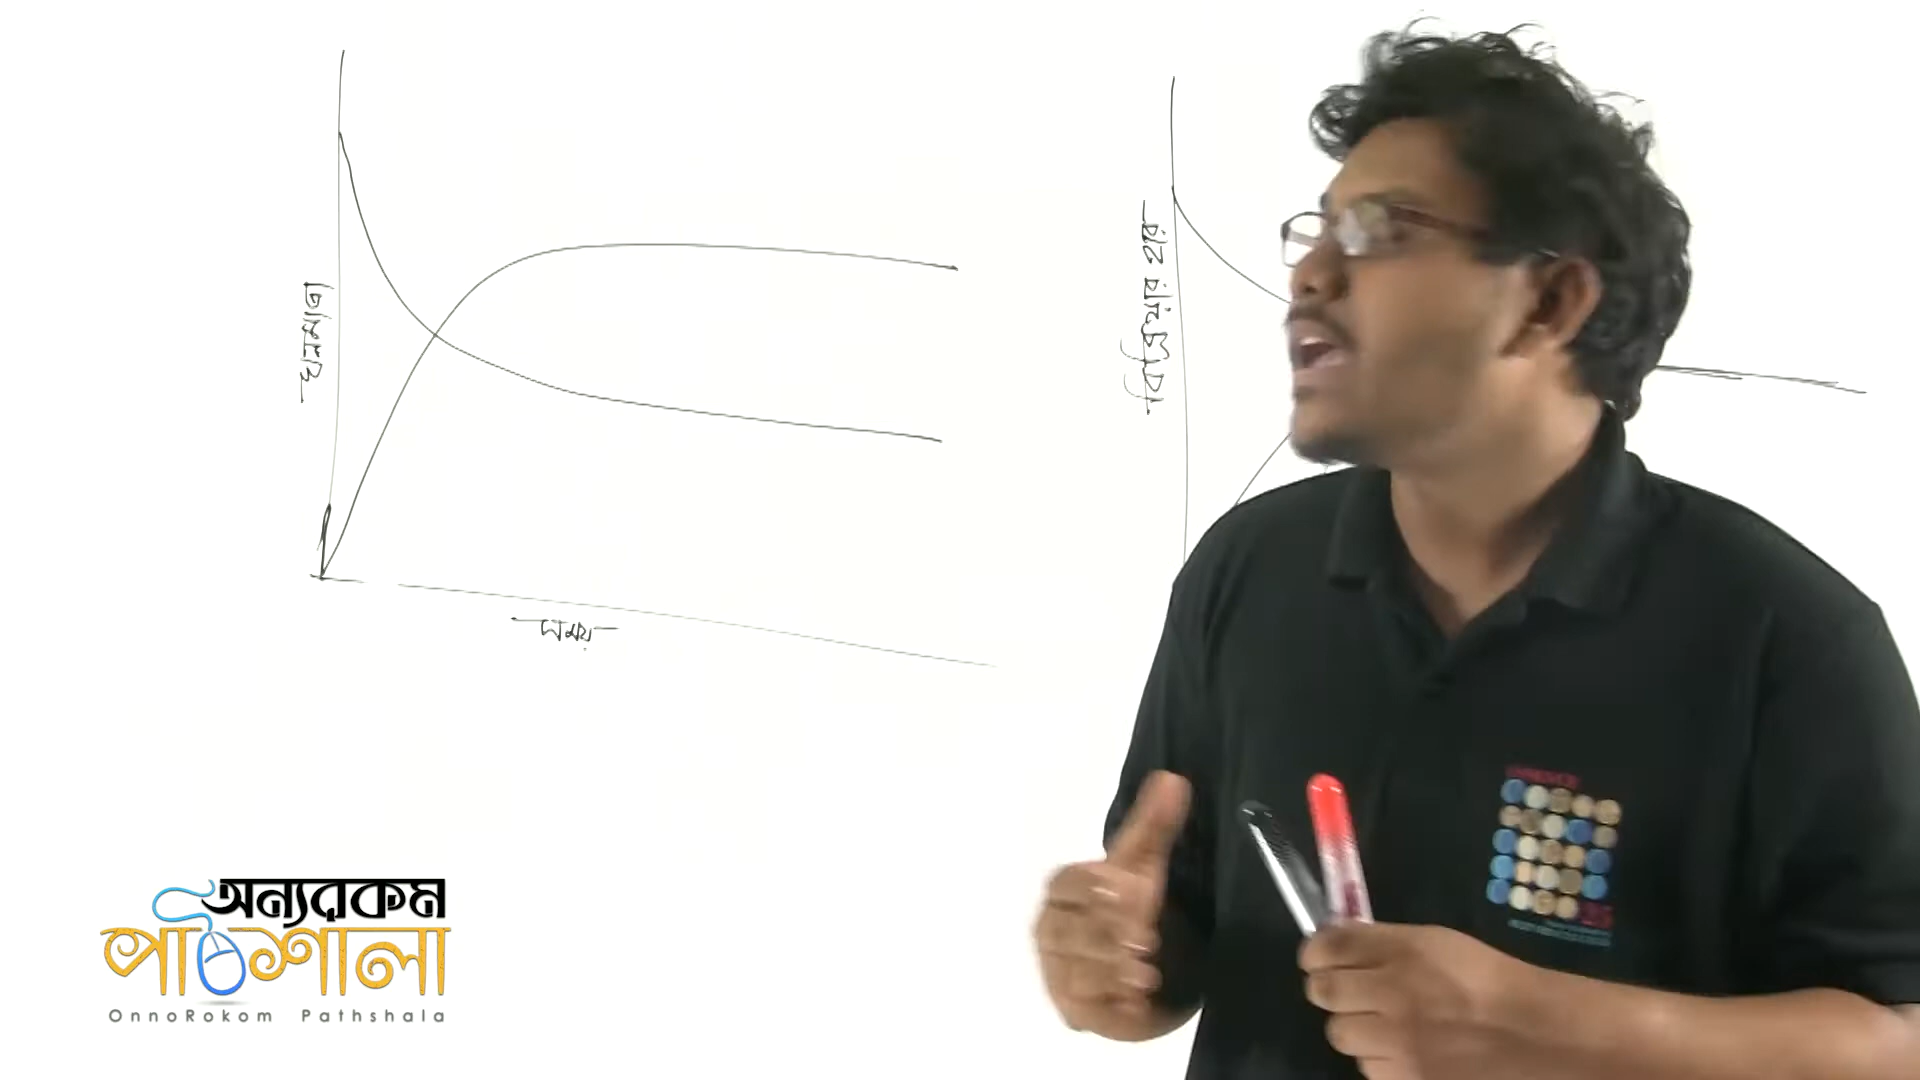 ঘনমাত্রা
সময়
বিক্রিয়ার হার
অন্যরকম
পাঠশালা
OnnoRokom Pathshala